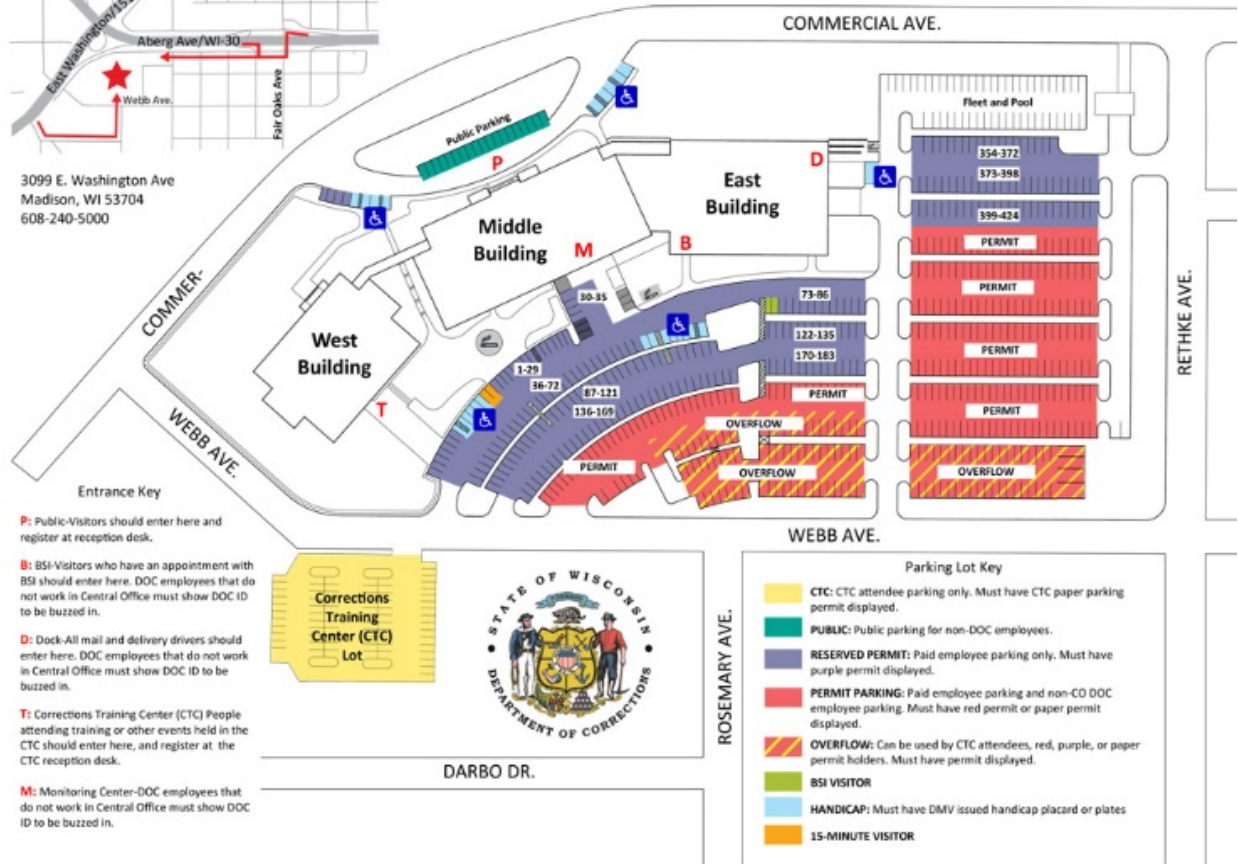 East Washington/151
Aberg Ave/WI-30
Webb Ave.
Fair Oaks Ave
3099 E. Washington Ave
Madison, WI 53704
608-240-5000
COMMERCIAL AVE.
Fleet and Pool
Public Parking
P
D
354-372
373-398
399-424
PERMIT
PERMIT
PERMIT
PERMIT
OVERFLOW
East
Building
B
Middle
Building
M
West
Building
T
30-35
73-86
122-135
170-183
1-29
36-72
87-121
136-169
PERMIT
OVERFLOW
PERMIT
OVERFLOW
COMMER-
WEBB AVE.
RETHKE AVE.
WEBB AVE.
Entrance Key
P: Public-Visitors should enter here and
register at reception desk.
B: BSI-Visitors who have an appointment with
BSI should enter here. DOC employees that do
not work in Central Office must show DOC ID
to be buzzed in.
D: Dock-All mail and delivery drivers should
enter here. DOC employees that do not work
in Central Office must show DOC ID to be
buzzed in.
T: Corrections Training Center (CTC) People
attending training or other events held in the
CTC should enter here, and register at the
CTC reception desk.
M: Monitoring Center-DOC employees that
do not work in Central Office must show DOC
ID to be buzzed in.
Corrections
Training
Center (CTC)
Lot
STATE OF WISCONSIN
DEPARTMENT OF CORRECTIONS
ROSEMARY AVE.
DARBO DR.
Parking Lot Key
CTC: CTC attendee parking only. Must have CTC paper parking
permit displayed.
PUBLIC: Public parking for non-DOC employees.
RESERVED PERMIT: Paid employee parking only. Must have
purple permit displayed.
PERMIT PARKING: Paid employee parking and non-CO DOC
employee parking. Must have red permit or paper permit
displayed.
OVERFLOW: Can be used by CTC attendees, red, purple, or paper
permit holders. Must have permit displayed.
BSI VISITOR
HANDICAP: Must have DMV issued handicap placard or plates
15-MINUTE VISITOR